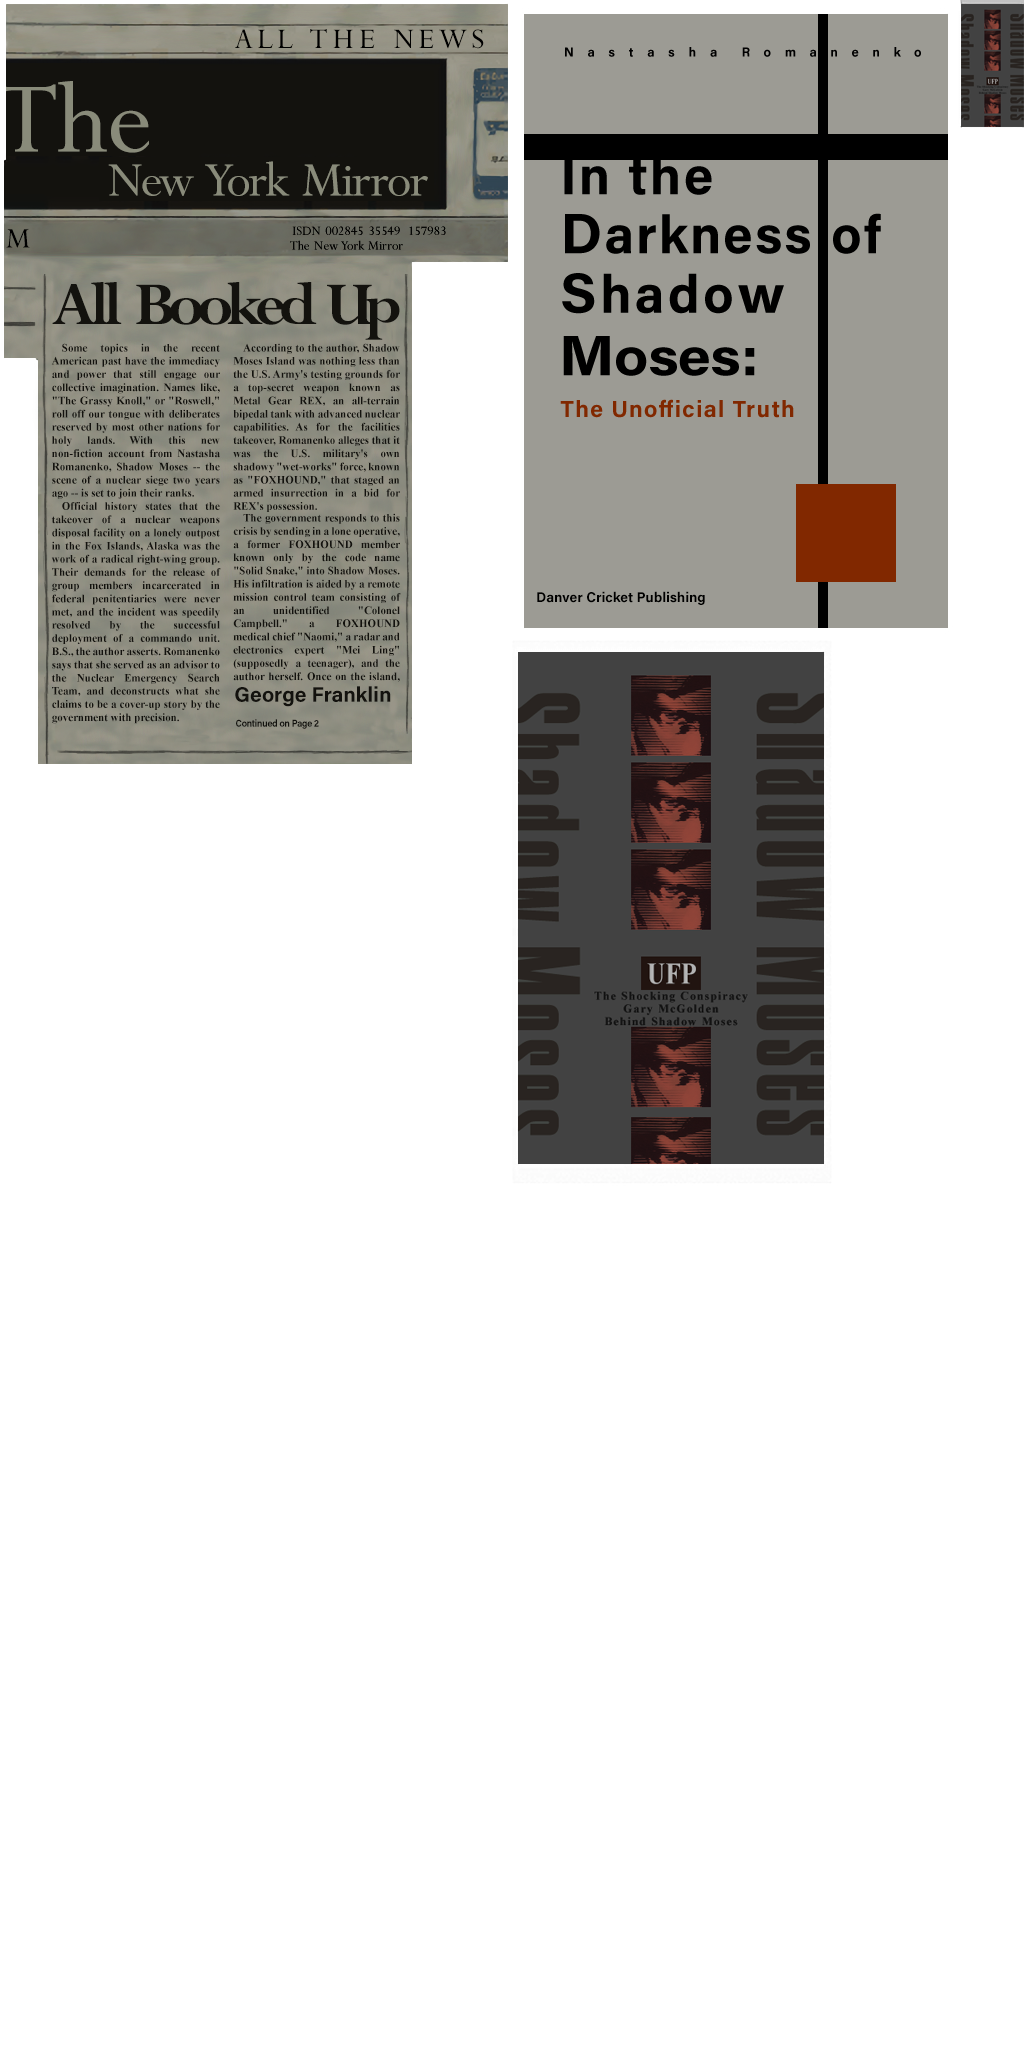 ALL THE NEWS
The
New York Mirror
M
ISDN 002845 35549 157983
The New York Mirror
All Booked Up
Some topics in the recent
American past have the immediacy
and power that still engage our
collective imagination. Names like,
"The Grassy Knoll," or "Roswell,"
roll off our tongue with deliberates
reserved by most other nations for
holy lands. With this new
non-fiction account from Nastasha
Romanenko, Shadow Moses -- the
scene of a nuclear siege two years
ago -- is set to join their ranks.
Official history states that the
takeover of a nuclear weapons
disposal facility on a lonely outpost
in the Fox Islands, Alaska was the
work of a radical right-wing group.
Their demands for the release of
group members incarcerated in
federal penitentiaries were never
met, and the incident was speedily
resolved by the successful
deployment of a commando unit.
B.S., the author asserts. Romanenko
says that she served as an advisor to
the Nuclear Emergency Search
Team, and deconstructs what she
claims to be a cover-up story by the
government with precision.
According to the author, Shadow
Moses Island was nothing less than
the U.S. Army's testing grounds for
a top-secret weapon known as
Metal Gear REX, an all-terrain
bipedal tank with advanced nuclear
capabilities. As for the facilities
takeover, Romanenko alleges that it
was the U.S. military's own
shadowy "wet-works" force, known
as "FOXHOUND," that staged an
armed insurrection in a bid for
REX's possession.
The government responds to this
crisis by sending in a lone operative,
a former FOXHOUND member
known only by the code name
"Solid Snake," into Shadow Moses.
His infiltration is aided by a remote
mission control team consisting of
an unidentified "Colonel
Campbell." a FOXHOUND
medical chief "Naomi," a radar and
electronics expert "Mei Ling"
(supposedly a teenager), and the
author herself. Once on the island,
George Franklin
Continued on Page 2
Nastasha Romanenko
In the
Darkness of
Shadow
Moses:
The Unofficial Truth
Danver Cricket Publishing
Shadow Moses
Shadow Moses
UFP
The Shocking Conspiracy
Gary McGolden
Behind Shadow Moses
Shadow Moses
Shadow Moses
UFP